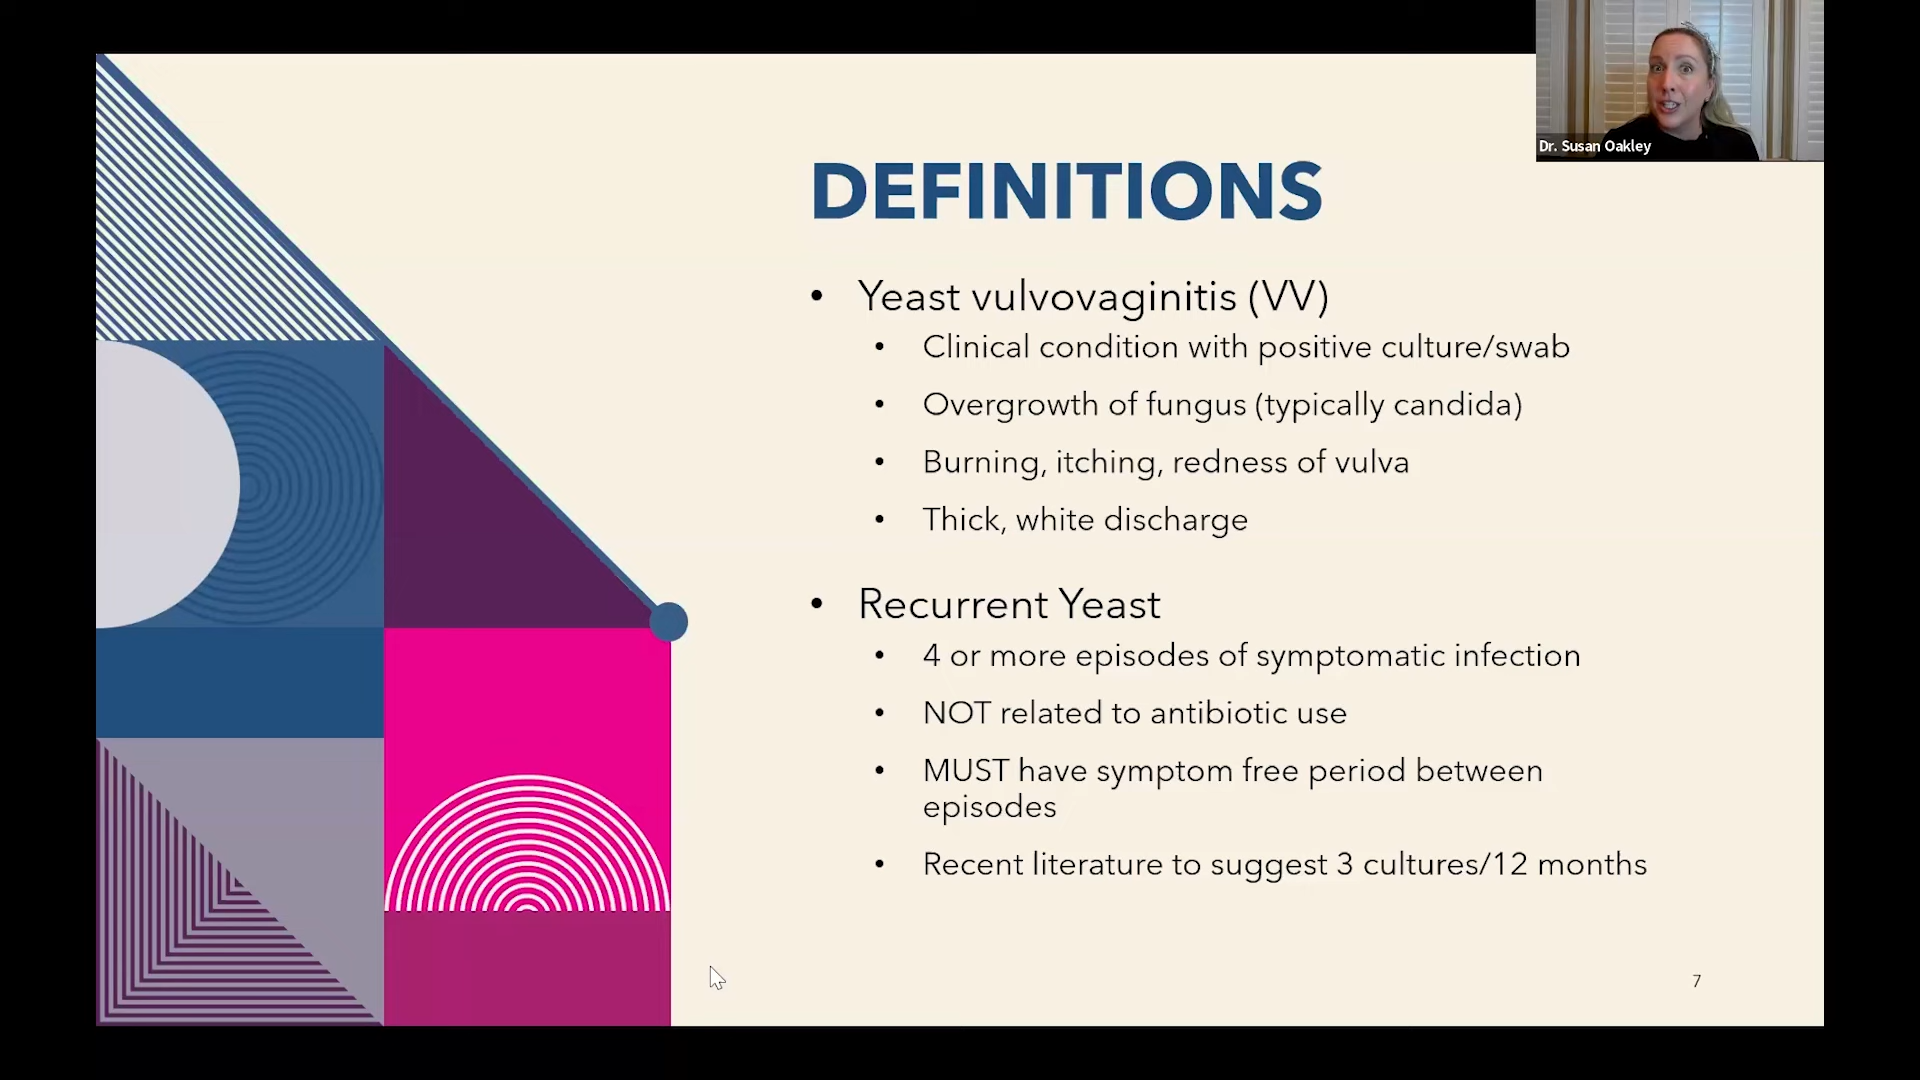 Dr. Susan Oakley
DEFINITIONS
• Yeast vulvovaginitis (VV)
• Clinical condition with positive culture/swab
• Overgrowth of fungus (typically candida)
• Burning, itching, redness of vulva
• Thick, white discharge
• Recurrent Yeast
• 4 or more episodes of symptomatic infection
• NOT related to antibiotic use
• MUST have symptom free period between
episodes
• Recent literature to suggest 3 cultures/12 months
7